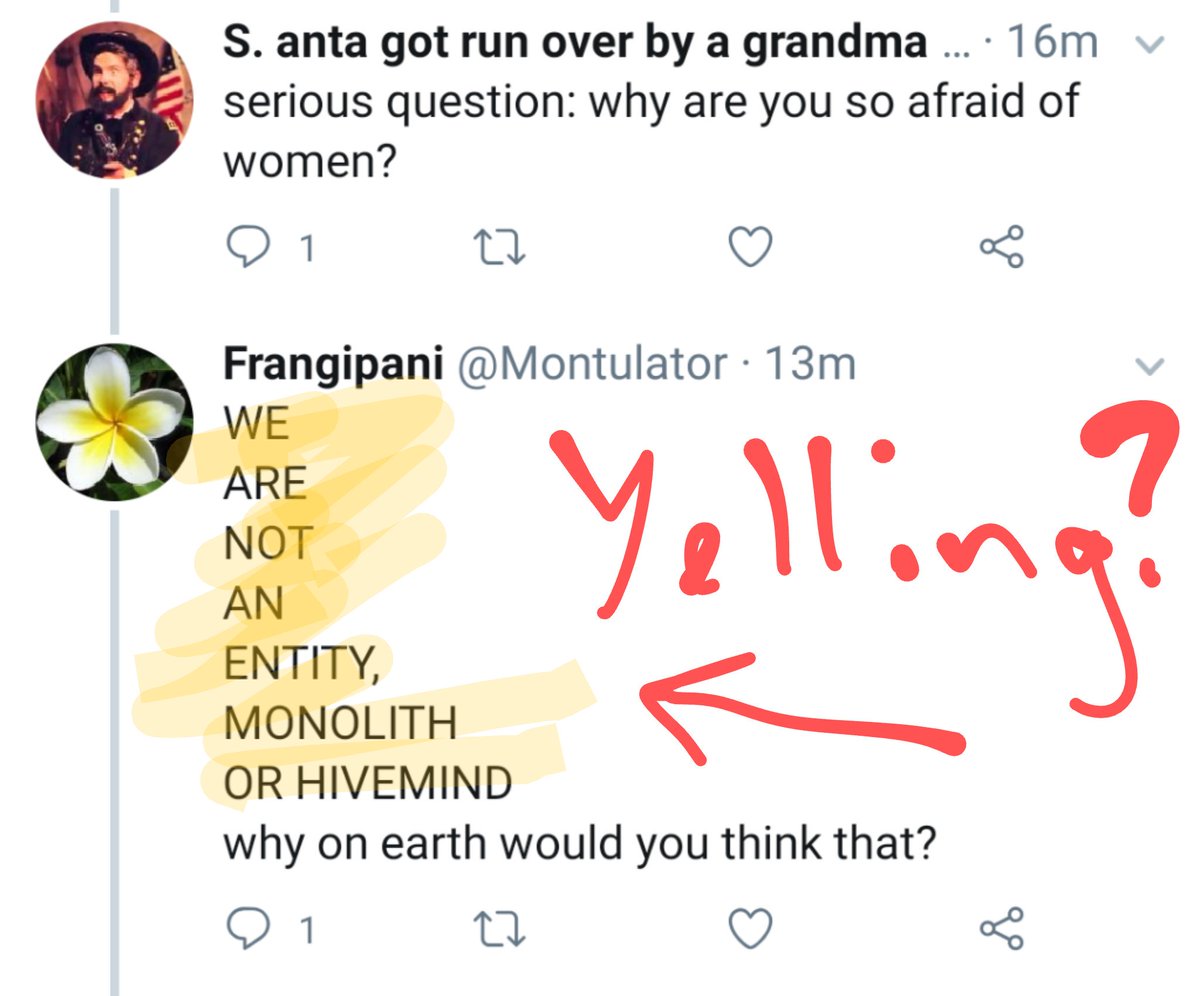 S. anta got run over by a grandma ... · 16m
serious question: why are you so afraid of
women?
1
Frangipani @Montulator · 13m
WE
ARE
NOT
AN
ENTITY,
MONOLITH
OR HIVEMIND
why on earth would you think that?
Yelling?
1